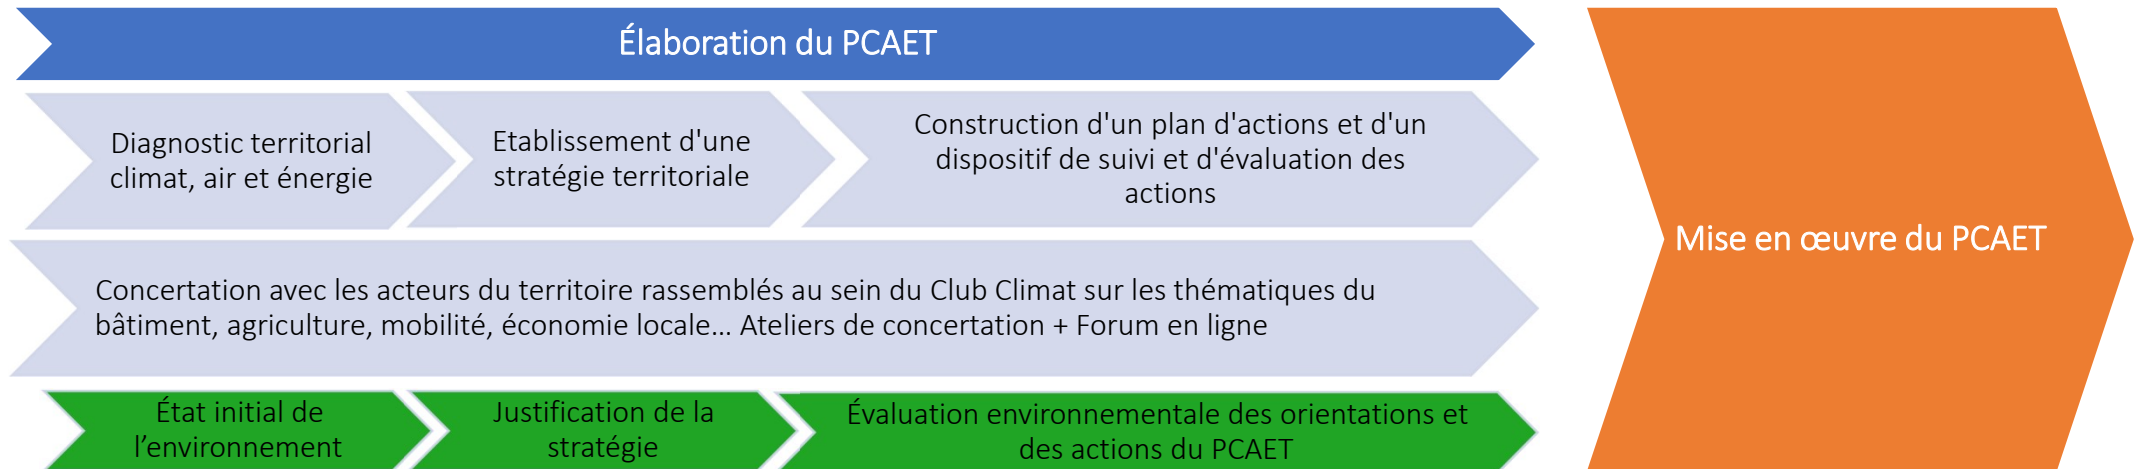 Élaboration du PCAET
Diagnostic territorial
climat, air et énergie
Etablissement d'une
stratégie territoriale
Construction d'un plan d'actions et d'un
dispositif de suivi et d'évaluation des
actions
Concertation avec les acteurs du territoire rassemblés au sein du Club Climat sur les thématiques du
bâtiment, agriculture, mobilité, économie locale... Ateliers de concertation + Forum en ligne
État initial de
l’environnement
Justification de la
stratégie
Évaluation environnementale des orientations et
des actions du PCAET
Mise en œuvre du PCAET